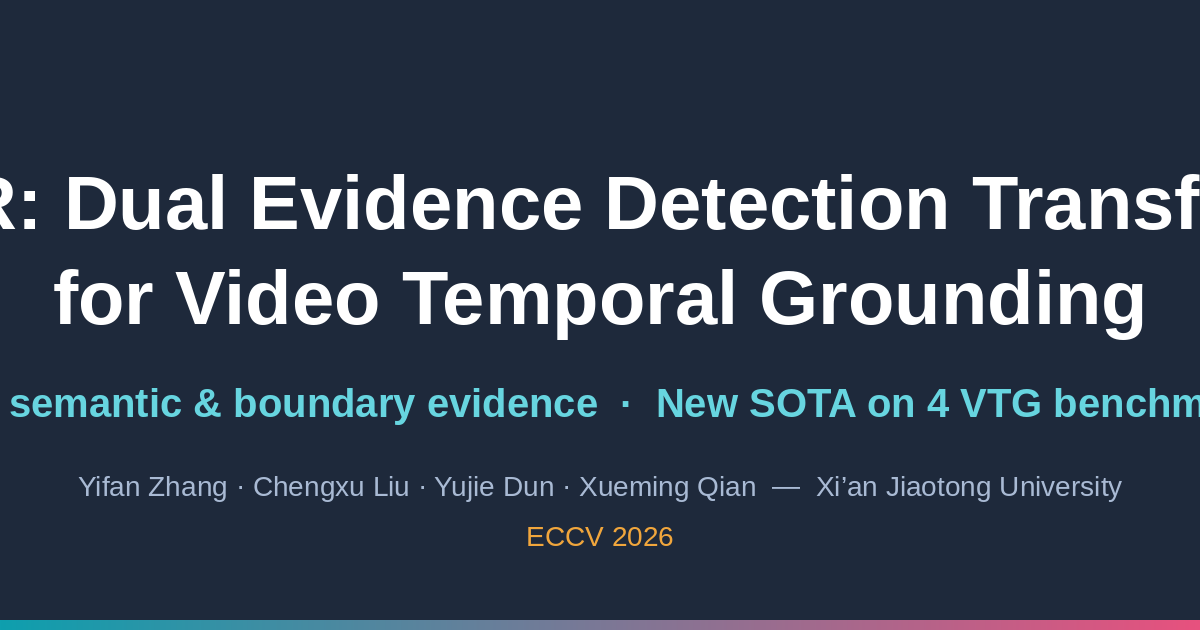 R: Dual Evidence Detection Transf
for Video Temporal Grounding
semantic & boundary evidence · New SOTA on 4 VTG benchm
Yifan Zhang · Chengxu Liu · Yujie Dun · Xueming Qian — Xi’an Jiaotong University
ECCV 2026